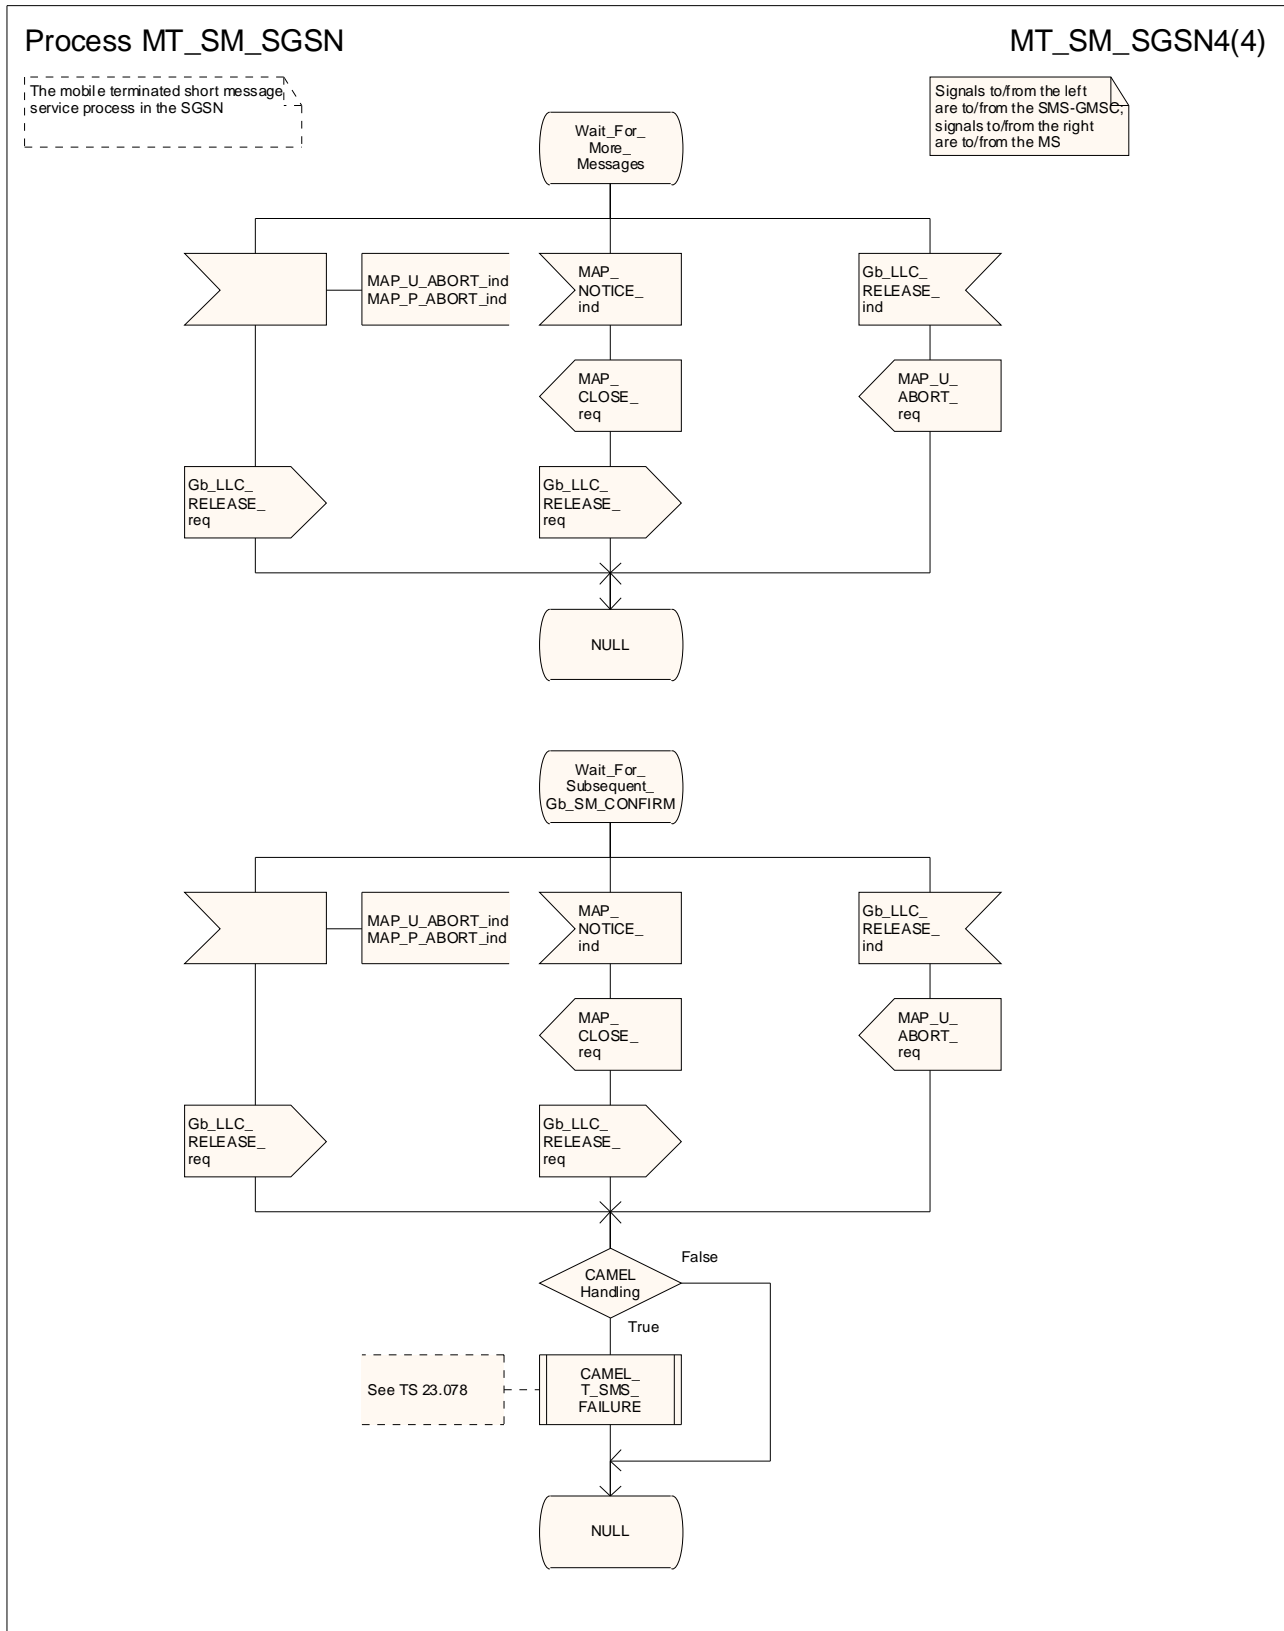 Process MT_SM_SGSN
MT_SM_SGSN4(4)
The mobile terminated short message
service process in the SGSN
Signals to/from the left
are to/from the SMS-GMSC;
signals to/from the right
are to/from the MS
Wait_For_
More_
Messages
MAP_U_ABORT_ind
MAP_P_ABORT_ind
MAP_
NOTICE_
ind
Gb_LLC_
RELEASE_
ind
MAP_
CLOSE_
req
MAP_U_
ABORT_
req
Gb_LLC_
RELEASE_
req
Gb_LLC_
RELEASE_
req
NULL
Wait_For_
Subsequent_
Gb_SM_CONFIRM
MAP_U_ABORT_ind
MAP_P_ABORT_ind
MAP_
NOTICE_
ind
Gb_LLC_
RELEASE_
ind
MAP_
CLOSE_
req
MAP_U_
ABORT_
req
Gb_LLC_
RELEASE_
req
Gb_LLC_
RELEASE_
req
False
CAMEL
Handling
True
See TS 23.078
CAMEL_
T_SMS_
FAILURE
NULL